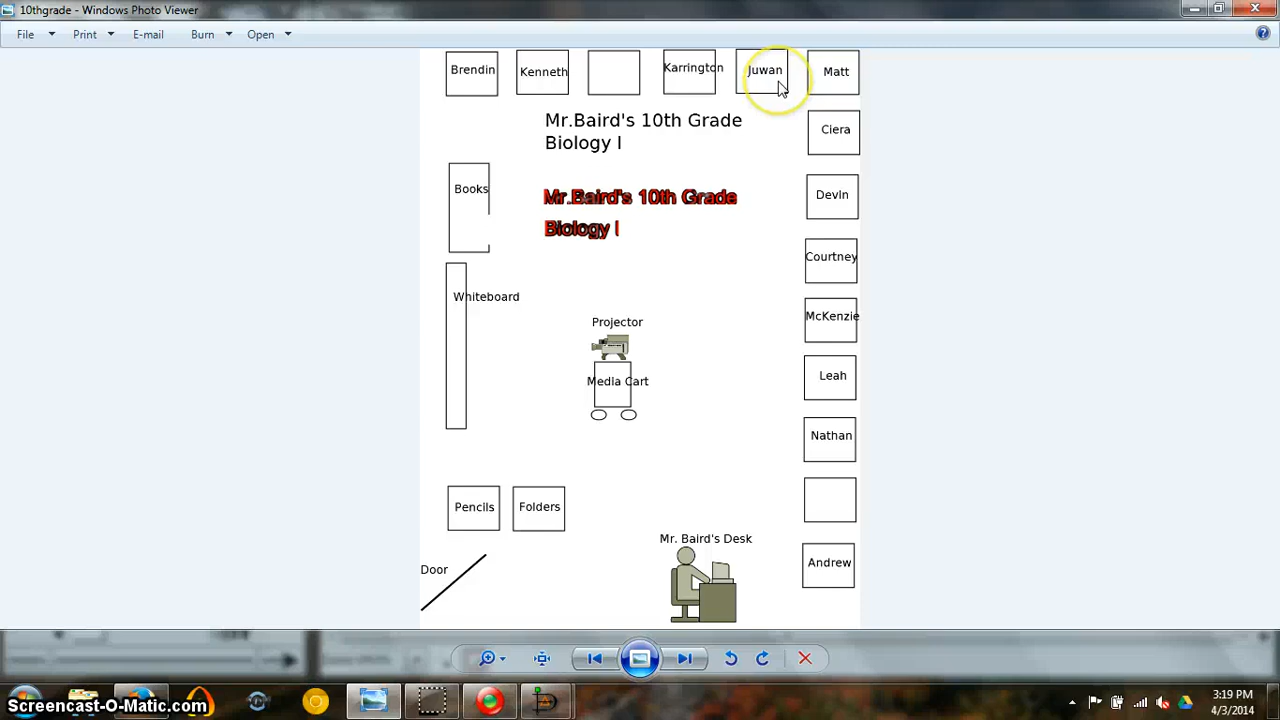 10thgrade - Windows Photo Viewer
File Print E-mail Burn Open
Brendin Kenneth Karrington Juwan Matt
Mr.Baird's 10th Grade
Biology I
Ciera
Books
Devin
Mr.Baird's 10th Grade
Biology I
Courtney
Whiteboard
McKenzie
Projector
Leah
Media Cart
Nathan
Pencils Folders
Mr. Baird's Desk
Andrew
Door
3:19 PM
4/3/2014
Screencast-O-Matic.com